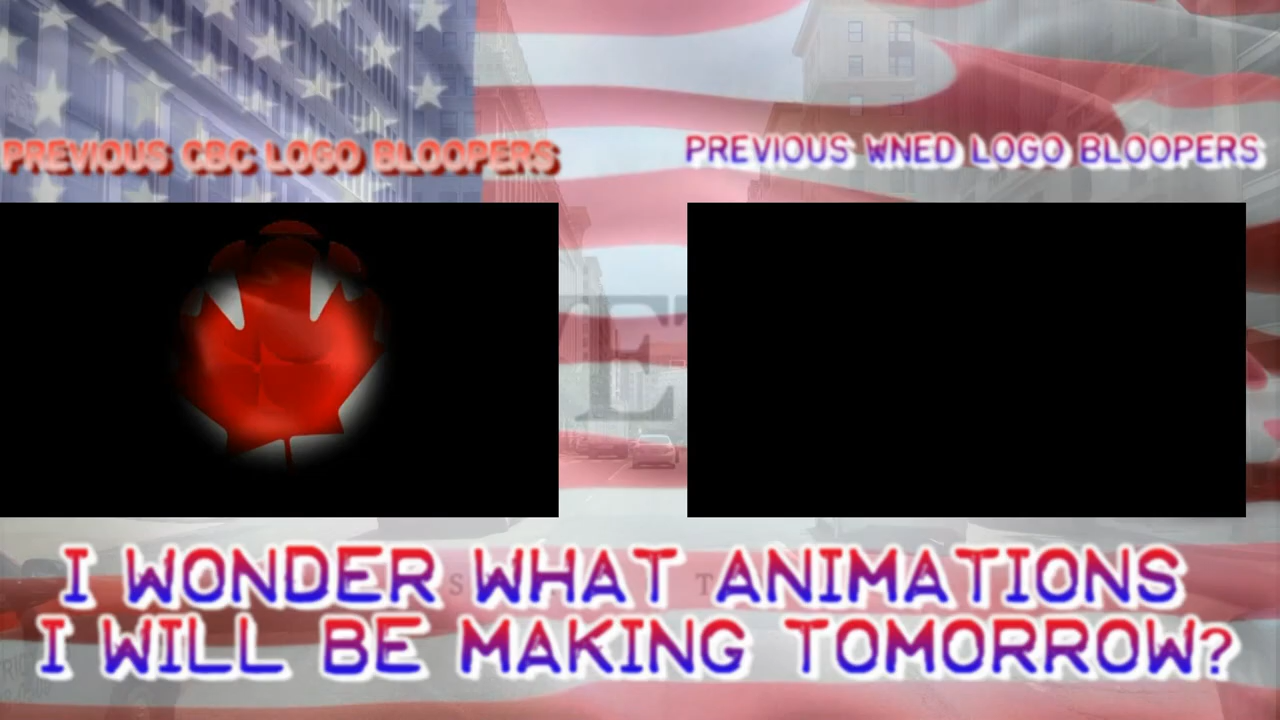 PREVIOUS CBC LOGO BLOOPERS
PREVIOUS WNED LOGO BLOOPERS
I WONDER WHAT ANIMATIONS
I WILL BE MAKING TOMORROW?